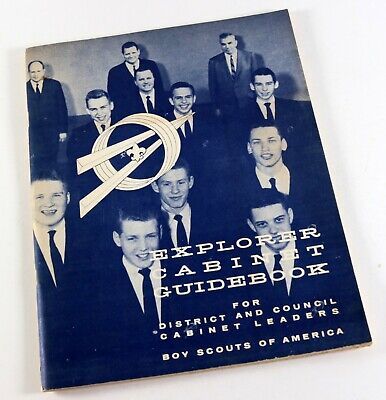 EXPLORER
CABINET
GUIDEBOOK
FOR
DISTRICT AND COUNCIL
CABINET LEADERS
BOY SCOUTS OF AMERICA